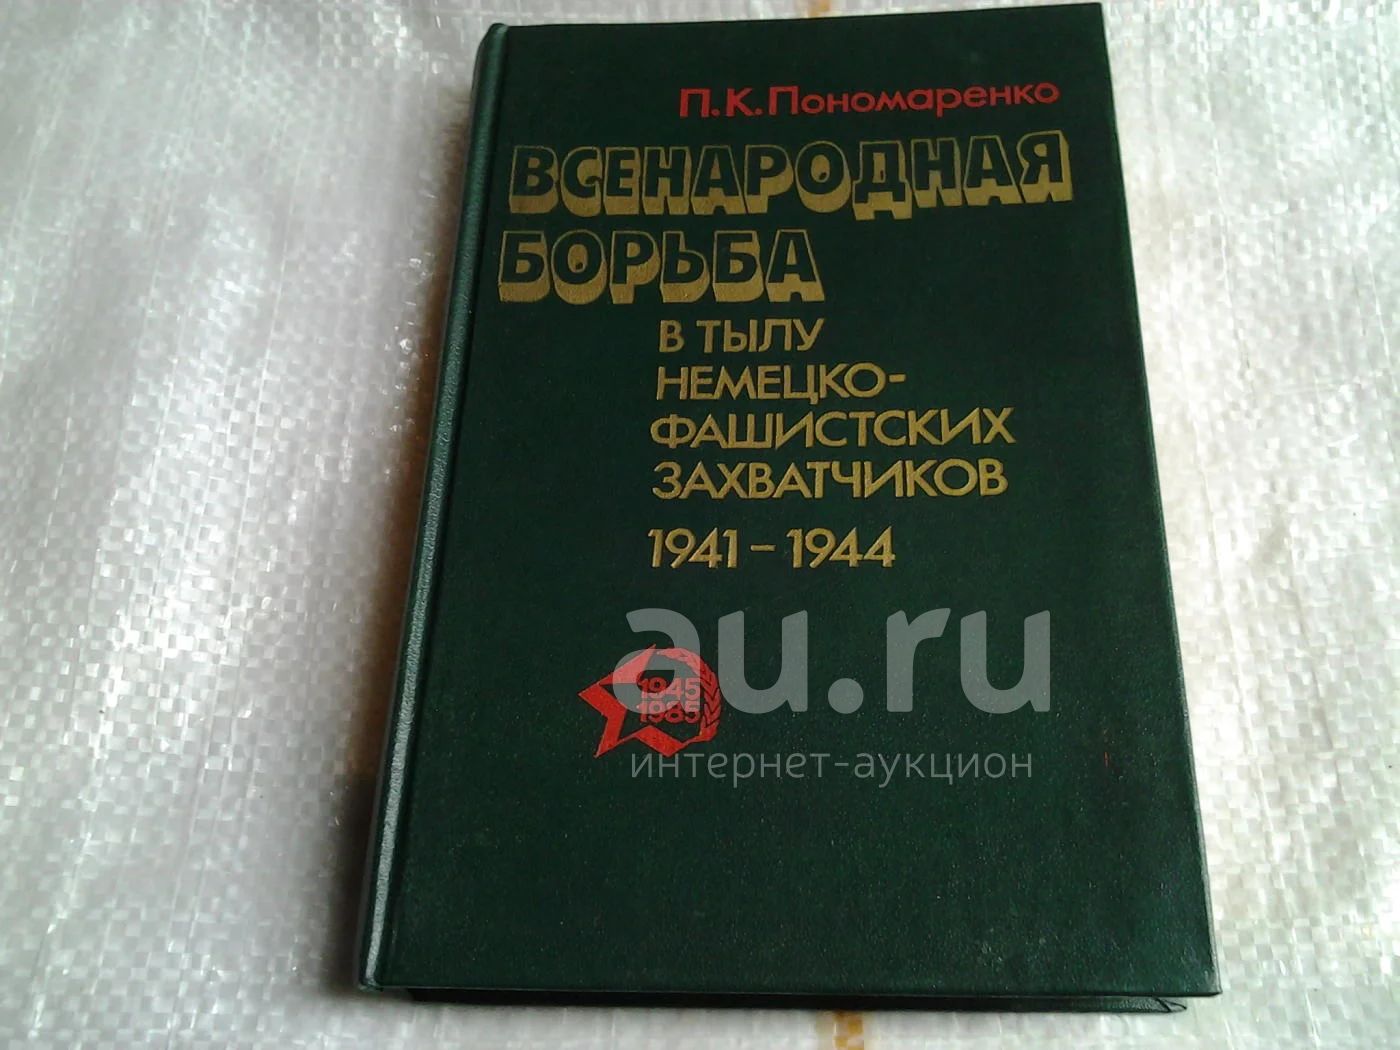 П.К.Пономаренко
ВСЕНАРОДНАЯ
БОРЬБА
В ТЫЛУ
НЕМЕЦКО-
ФАШИСТСКИХ
ЗАХВАТЧИКОВ
1941-1944
au.ru
1945
1985
интернет-аукцион